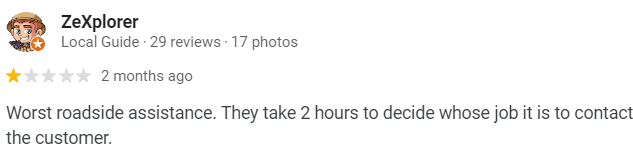 ZeXplorer
Local Guide · 29 reviews · 17 photos
2 months ago
Worst roadside assistance. They take 2 hours to decide whose job it is to contact
the customer.